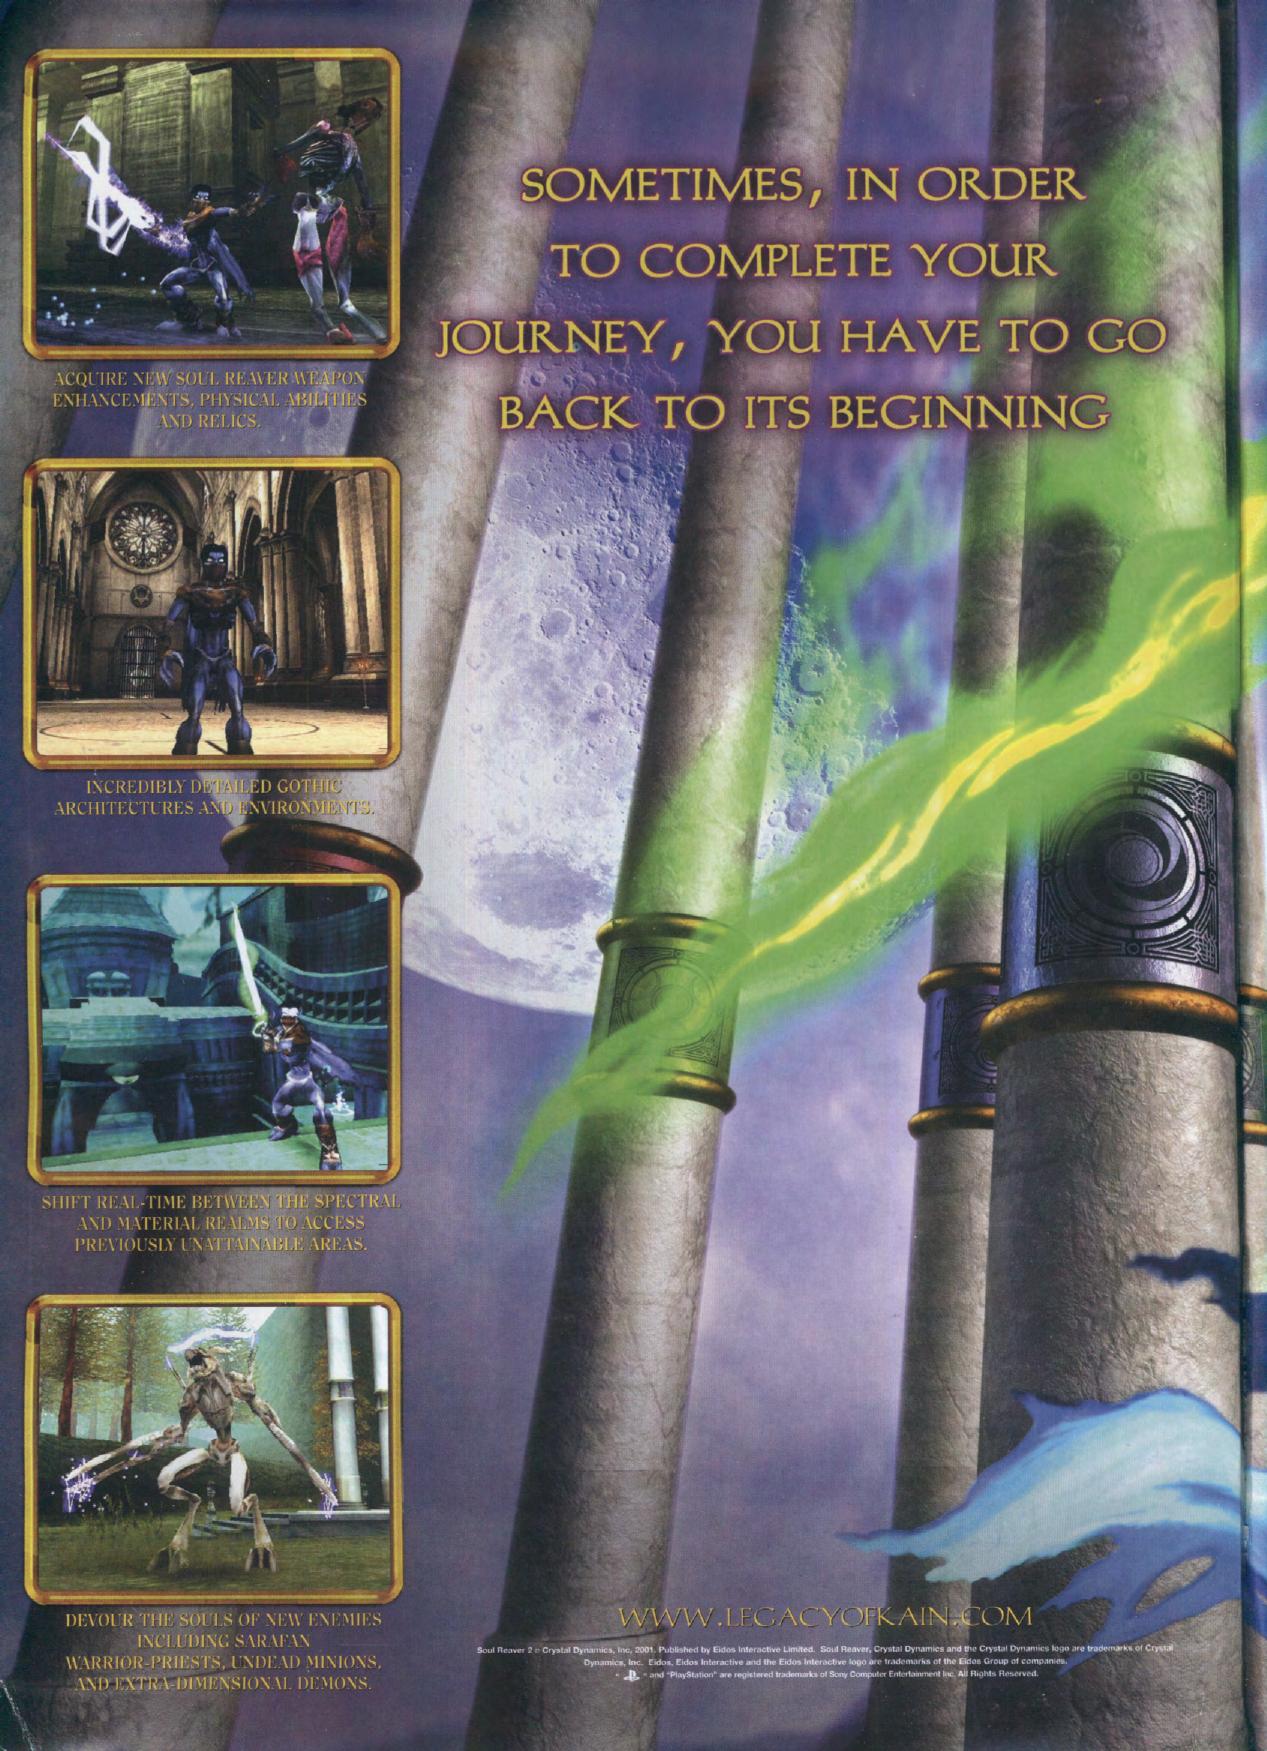 SOMETIMES, IN ORDER
TO COMPLETE YOUR
JOURNEY, YOU HAVE TO GO
BACK TO ITS BEGINNING
ACQUIRE NEW SOUL REAVER WEAPON
ENHANCEMENTS, PHYSICAL ABILITIES
AND RELICS.
INCREDIBLY DETAILED GOTHIC
ARCHITECTURES AND ENVIRONMENTS.
SHIFT REAL-TIME BETWEEN THE SPECTRAL
AND MATERIAL REALMS TO ACCESS
PREVIOUSLY UNATTAINABLE AREAS.
DEVOUR THE SOULS OF NEW ENEMIES
INCLUDING SARAFAN
WARRIOR-PRIESTS, UNDEAD MINIONS,
AND EXTRA-DIMENSIONAL DEMONS.
WWW.LEGACYOFKAIN.COM
Soul Reaver 2 © Crystal Dynamics, Inc, 2001. Published by Eidos Interactive Limited. Soul Reaver, Crystal Dynamics and the Crystal Dynamics logo are trademarks of Crystal
Dynamics, Inc. Eidos, Eidos Interactive and the Eidos Interactive logo are trademarks of the Eidos Group of companies.
" " and "PlayStation" are registered trademarks of Sony Computer Entertainment Inc. All Rights Reserved.